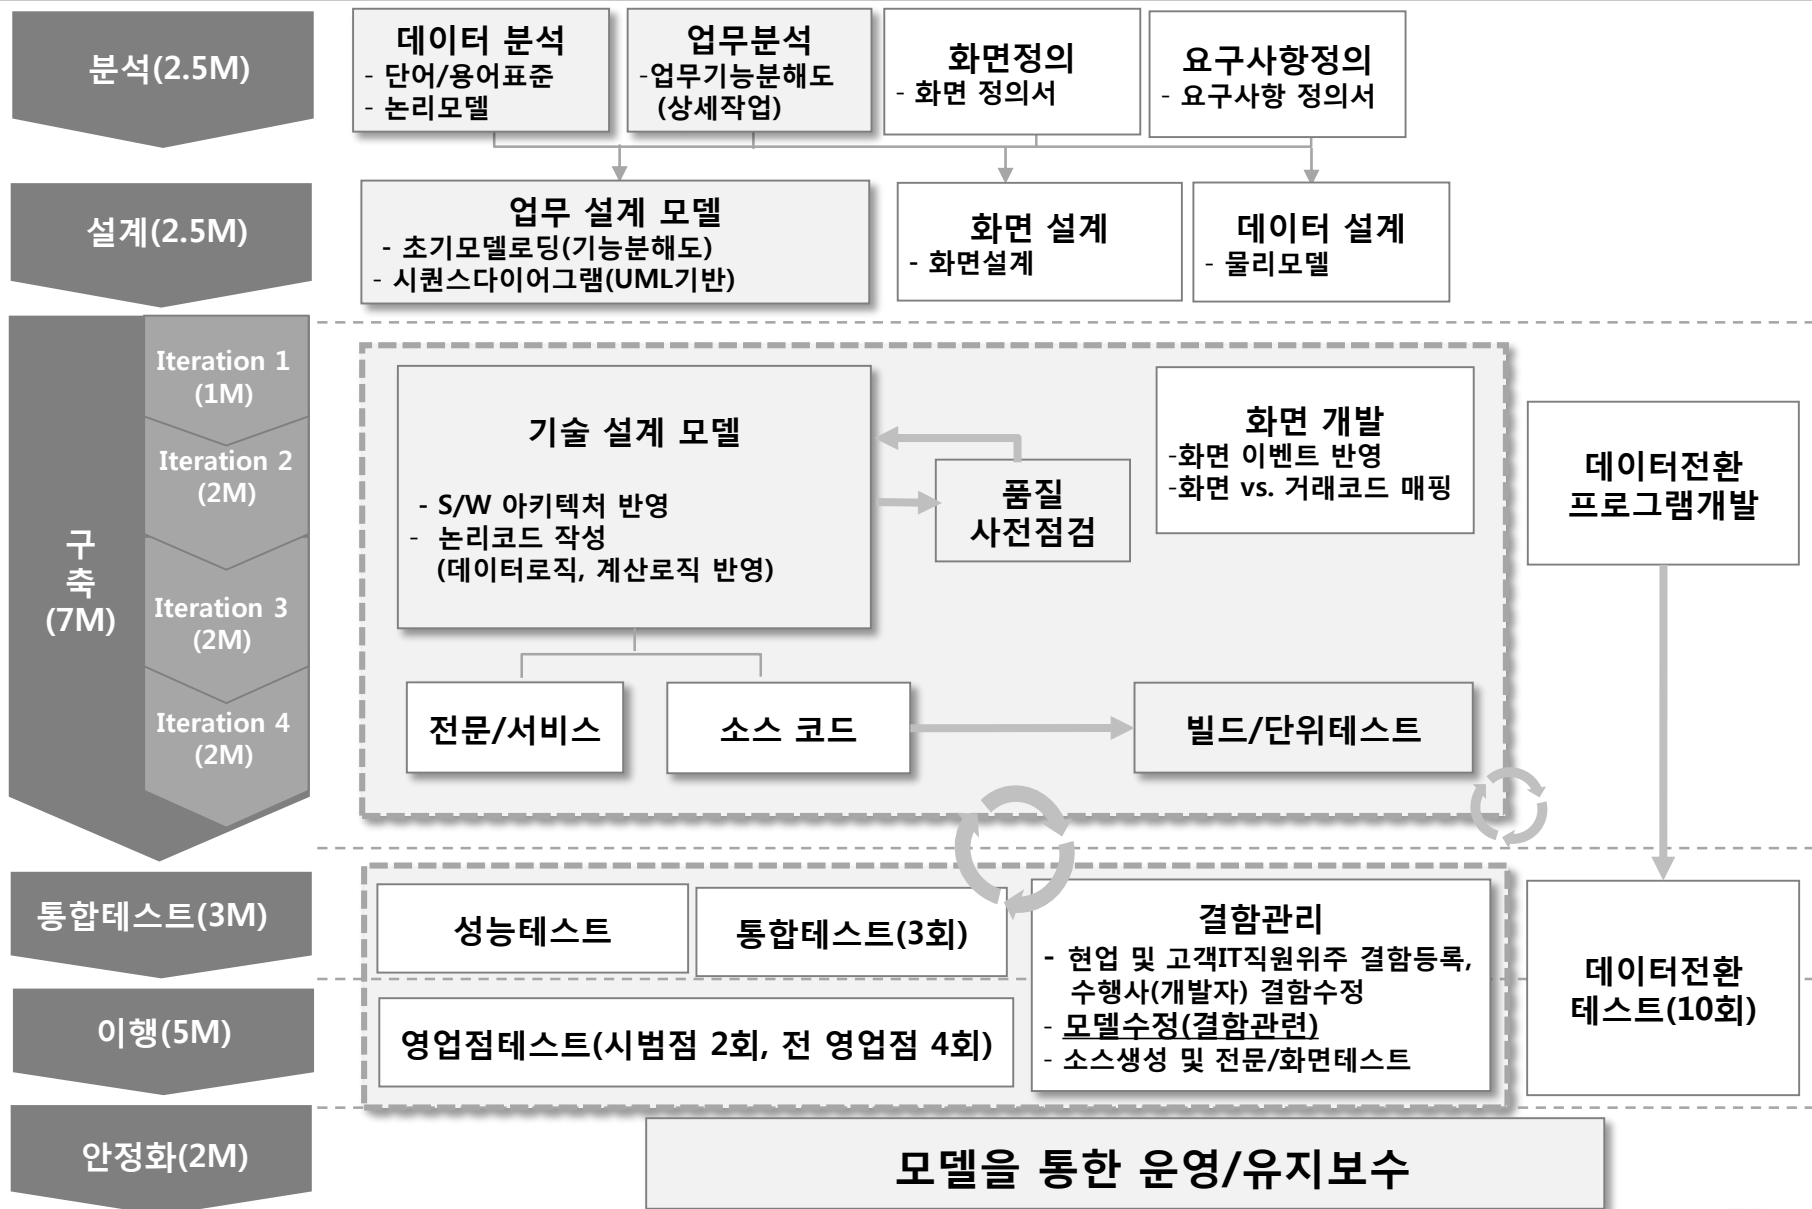 분석(2.5M)
데이터 분석
- 단어/용어표준
- 논리모델
업무분석
-업무기능분해도
(상세작업)
화면정의
- 화면 정의서
요구사항정의
- 요구사항 정의서
설계(2.5M)
업무 설계 모델
- 초기모델로딩(기능분해도)
- 시퀀스다이어그램(UML기반)
화면 설계
- 화면설계
데이터 설계
- 물리모델
구
축
(7M)
Iteration 1
(1M)
Iteration 2
(2M)
Iteration 3
(2M)
Iteration 4
(2M)
기술 설계 모델
- S/W 아키텍처 반영
- 논리코드 작성
(데이터로직, 계산로직 반영)
품질
사전점검
화면 개발
-화면 이벤트 반영
-화면 vs. 거래코드 매핑
데이터전환
프로그램개발
전문/서비스
소스 코드
빌드/단위테스트
통합테스트(3M)
성능테스트
통합테스트(3회)
결함관리
- 현업 및 고객IT직원위주 결함등록,
수행사(개발자) 결함수정
- 모델수정(결함관련)
- 소스생성 및 전문/화면테스트
데이터전환
테스트(10회)
이행(5M)
영업점테스트(시범점 2회, 전 영업점 4회)
안정화(2M)
모델을 통한 운영/유지보수